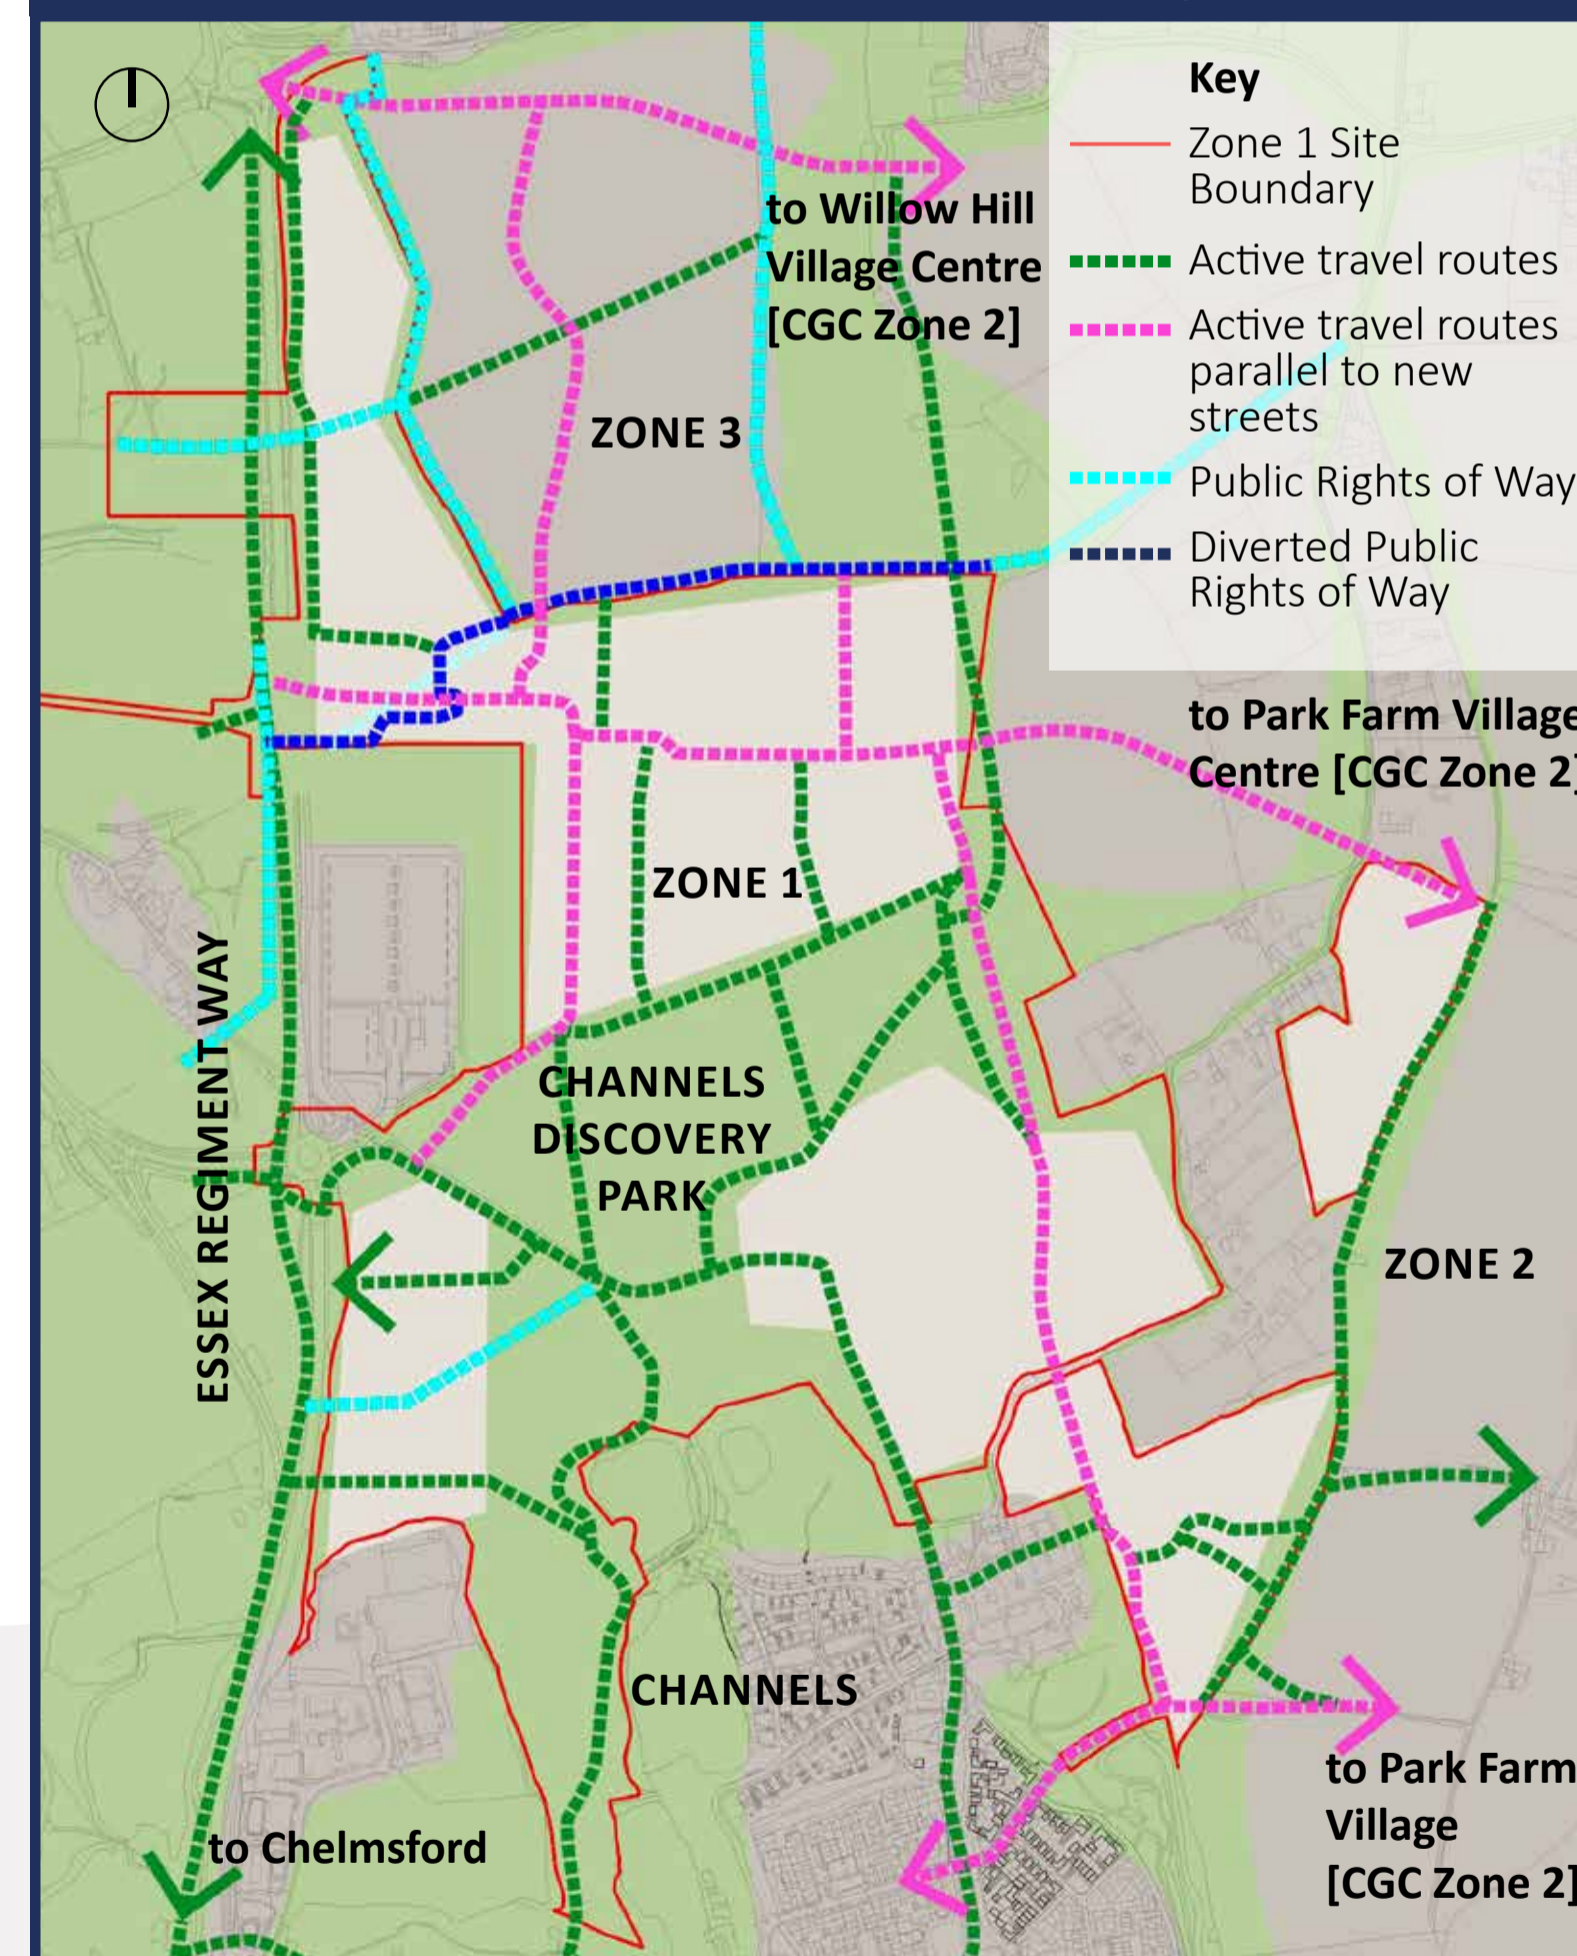 Key
Zone 1 Site
Boundary
Active travel routes
Active travel routes
parallel to new
streets
Public Rights of Way
Diverted Public
Rights of Way
to Willow Hill
Village Centre
[CGC Zone 2]
ZONE 3
to Park Farm Village
Centre [CGC Zone 2]
ZONE 1
ESSEX REGIMENT WAY
CHANNELS
DISCOVERY
PARK
ZONE 2
CHANNELS
to Chelmsford
to Park Farm
Village
[CGC Zone 2]